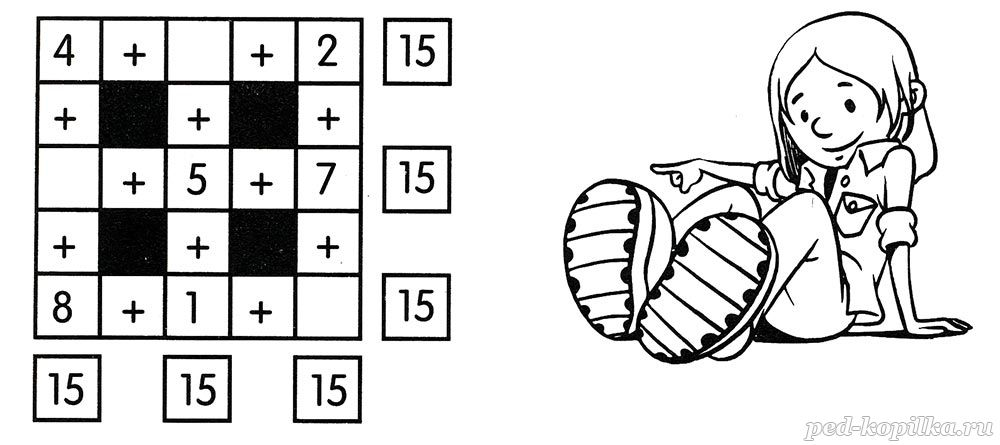 4 + + 2 15
+ + +
+ 5 + 7 15
+ + +
8 + 1 + 15
15 15 15
ped-kopilka.ru